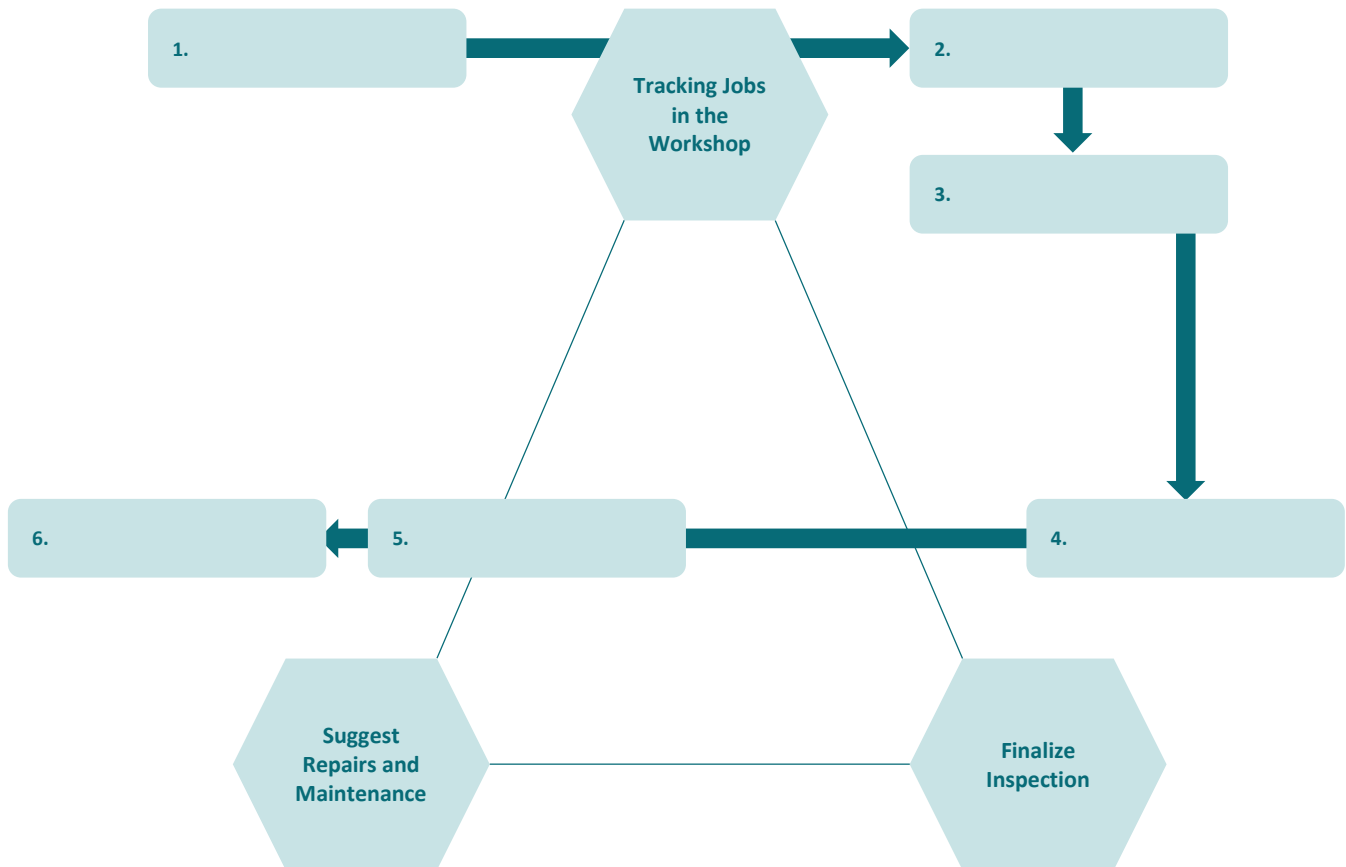 1.
Tracking Jobs
in the
Workshop
2.
3.
6.
5.
4.
Suggest
Repairs and
Maintenance
Finalize
Inspection